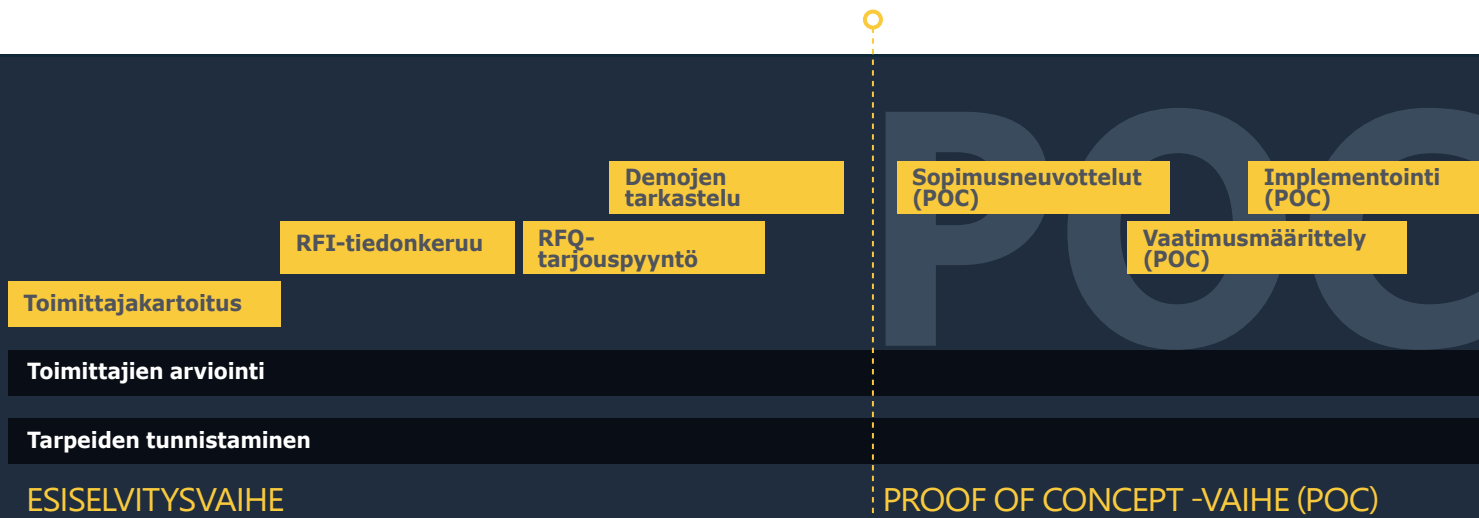 POC
Demojen
tarkastelu
Sopimusneuvottelut
(POC)
Implementointi
(POC)
RFI-tiedonkeruu
RFQ-
tarjouspyyntö
Vaatimusmäärittely
(POC)
Toimittajakartoitus
Toimittajien arviointi
Tarpeiden tunnistaminen
ESISELVITYSVAIHE
PROOF OF CONCEPT -VAIHE (POC)